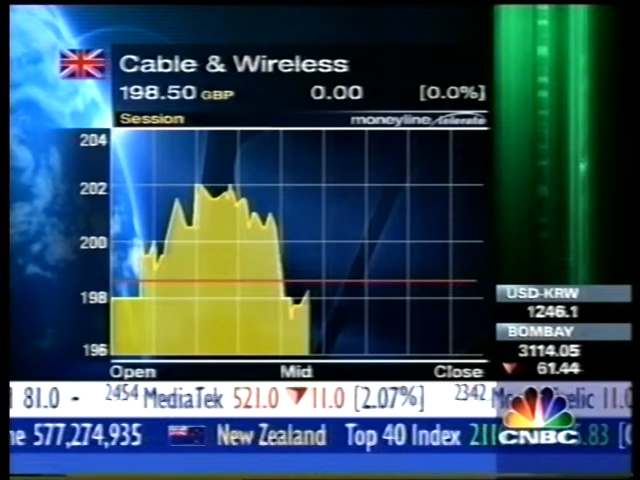 Cable & Wireless
198.50 GBP 0.00 [0.0%]
Session moneyline/telerate
204
202
200
198
196
Open Mid Close
USD-KRW
1246.1
BOMBAY
3114.05
61.44
81.0 - 2454 MediaTek 521.0 11.0 [2.07%] 2342 11.0
577,274,935 New Zealand Top 40 Index
CNBC